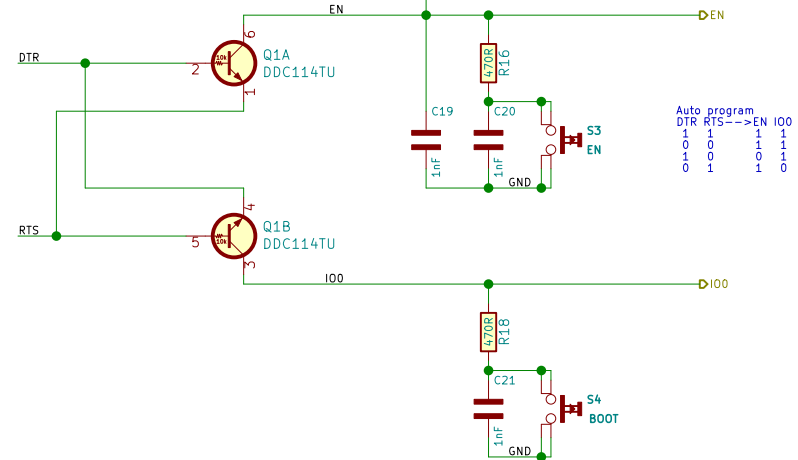 EN
EN
6
Q1A
DTR
10k
2
DDC114TU
1
470R
R16
C19
C20
S3
EN
1nF
1nF
GND
Auto program
DTR RTS-->EN IO0
1 1 1 1
0 0 1 1
1 0 0 1
0 1 1 0
4
Q1B
RTS
10k
5
DDC114TU
3
IO0
IO0
470R
R18
C21
S4
BOOT
1nF
GND